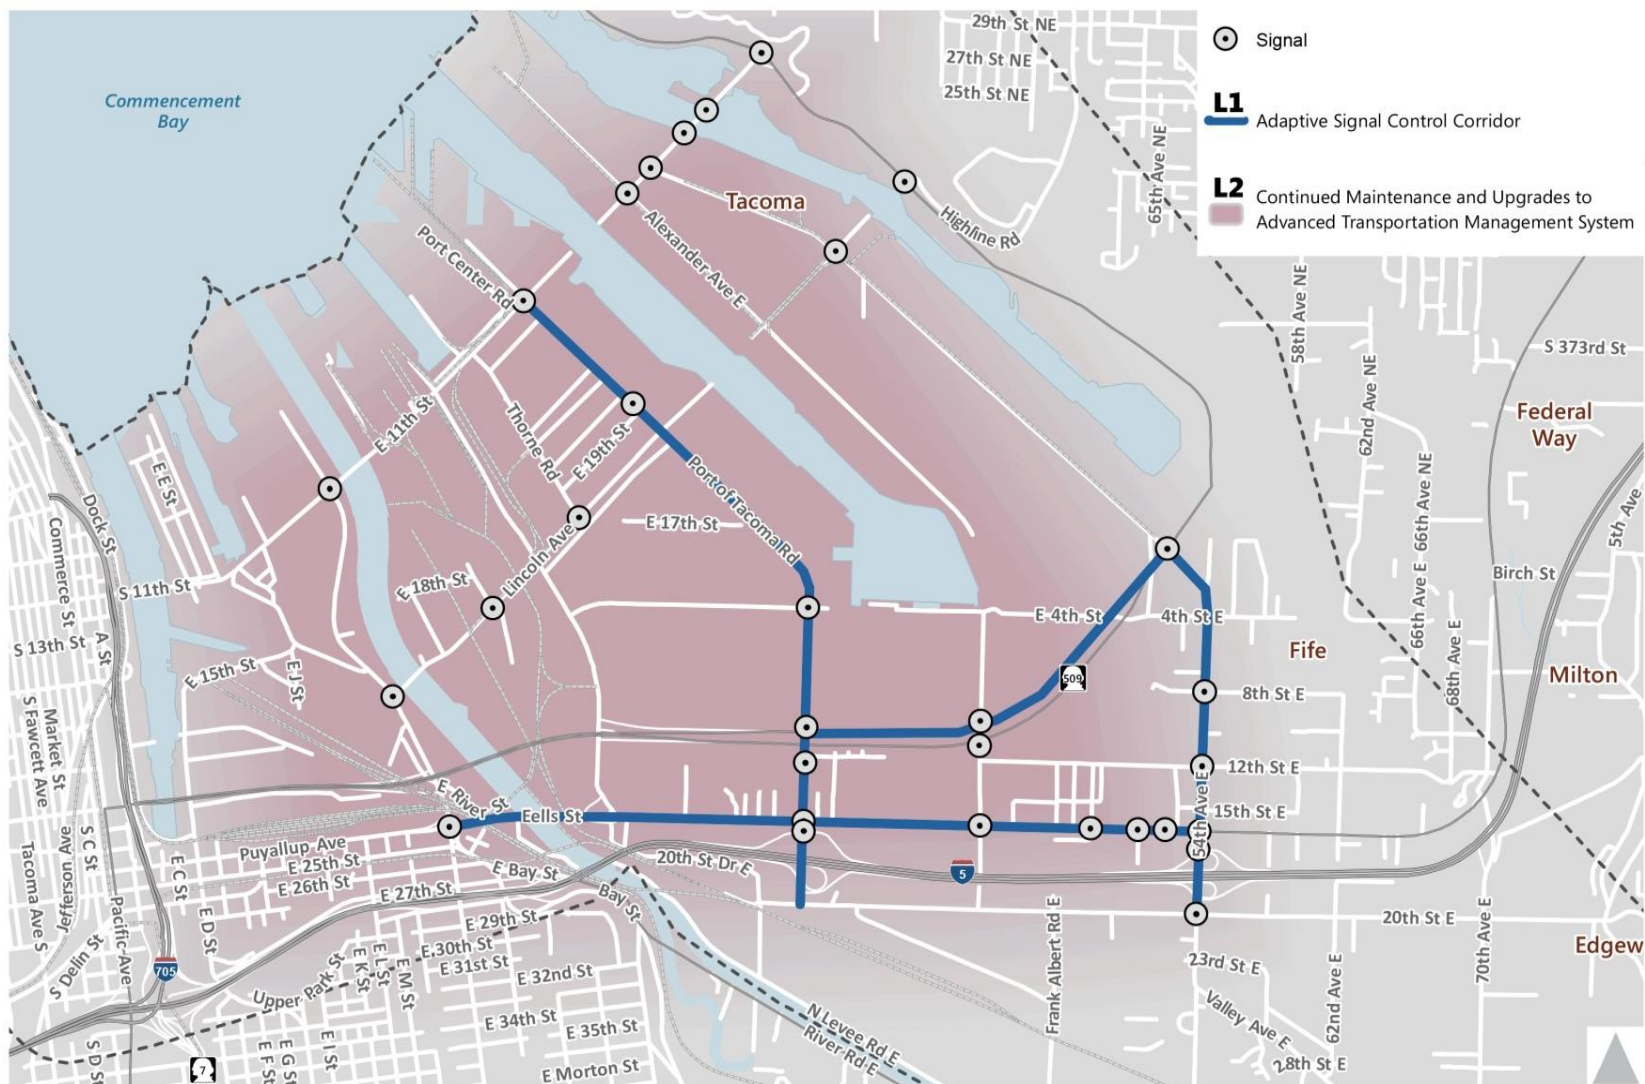 29th St NE
27th St NE
25th St NE
Signal
L1
Adaptive Signal Control Corridor
L2
Continued Maintenance and Upgrades to
Advanced Transportation Management System
Commencement
Bay
65th Ave NE
Tacoma
Highline Rd
Alexander Ave E
Port Center Rd
58th Ave NE
S 373rd St
62nd Ave NE
Federal
Way
E 11th St
Thorne Rd
E 19th St
66th Ave NE
5th Ave
E E St
Dock St
Commerce St
Port of Tacoma Rd
E 17th St
Lincoln Ave
S 11th St
E 18th St
Birch St
66th Ave E
E 4th St
4th St E
S 13th St
A St
E 15th St
E J St
Fife
68th Ave E
Milton
509
8th St E
Market St
S Fawcett Ave
12th St E
E River St
Eells St
54th Ave E
15th St E
Tacoma Ave S
Jefferson Ave
S C St
Puyallup Ave
E 25th St
E 26th St
E C St
E 27th St
E Bay St
Bay St
20th St Dr E
5
20th St E
Pacific Ave
E D St
E 29th St
E 30th St
E 31st St
E 32nd St
Frank Albert Rd E
70th Ave E
Edgew
S Delin St
705
Upper Park St
E K St
E L St
E M St
23rd St E
Valley Ave E
62nd Ave E
E 34th St
E 35th St
N Levee Rd E
River Rd E
28th St E
S D St
7
E F St
E G St
E I St
E Morton St